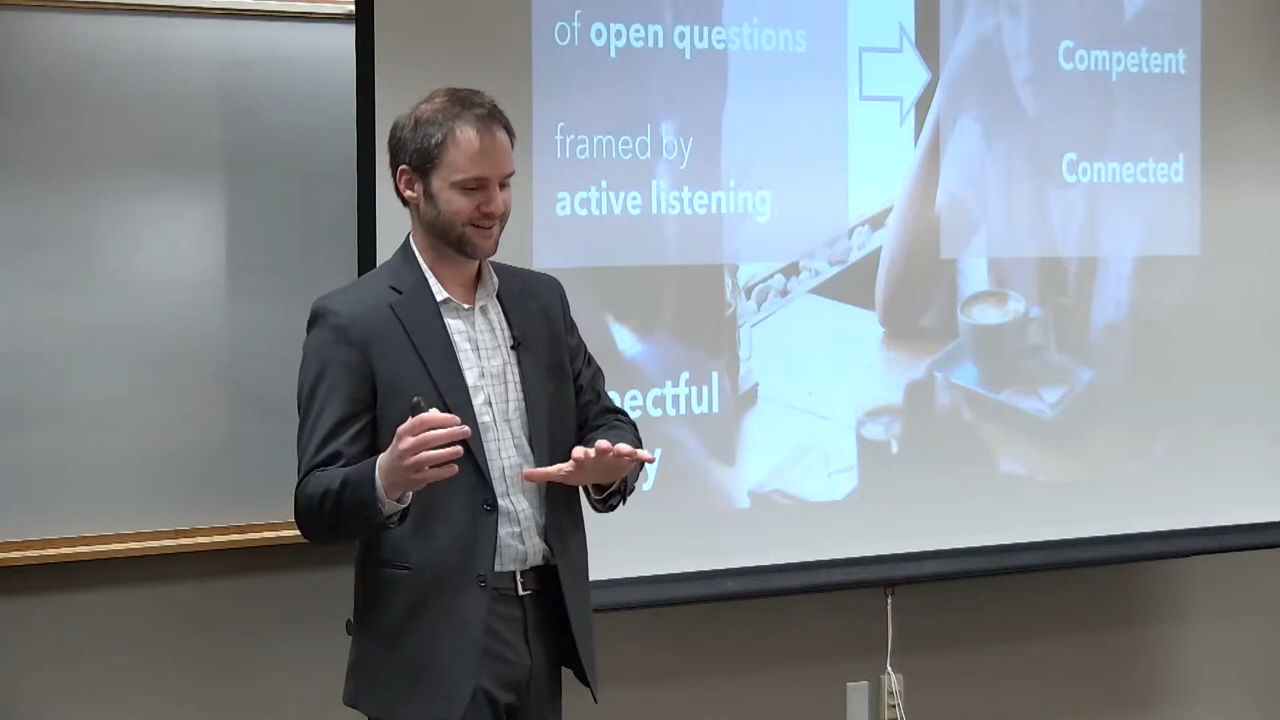 of open questions
framed by
active listening
Competent
Connected
pectful
y